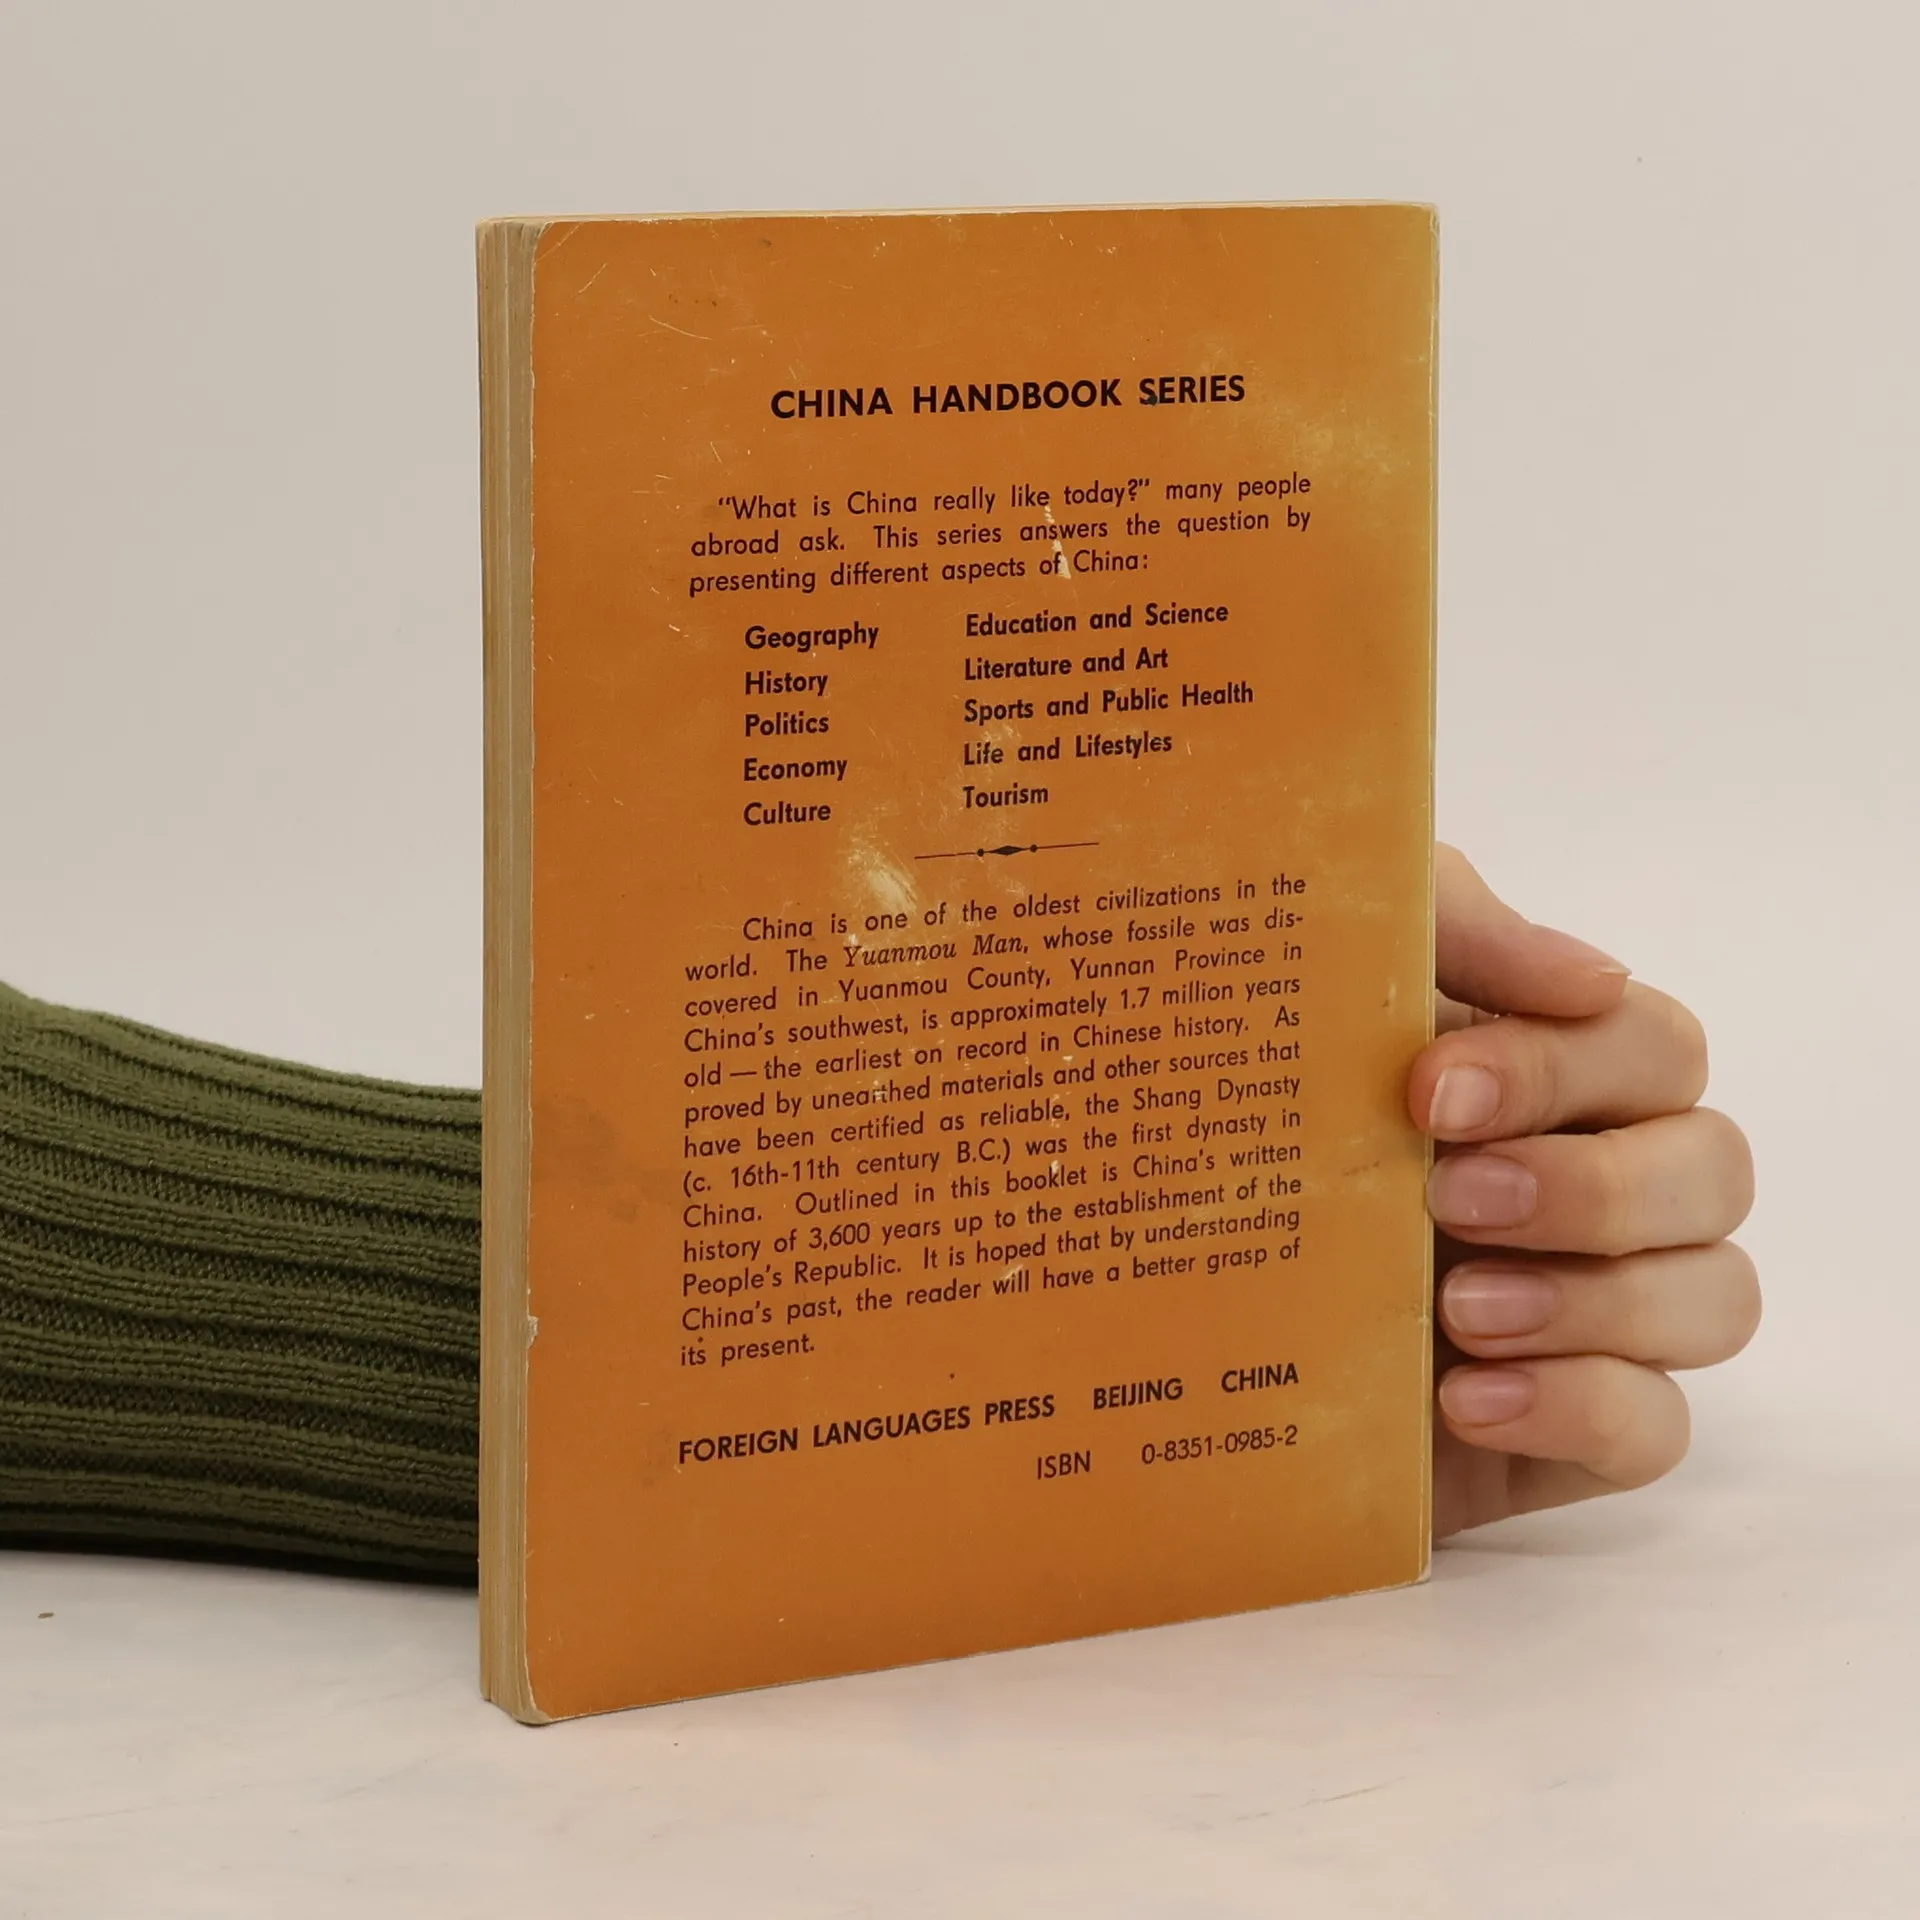 CHINA HANDBOOK SERIES
"What is China really like today?" many people
abroad ask. This series answers the question by
presenting different aspects of China:
Geography
History
Politics
Economy
Culture
Education and Science
Literature and Art
Sports and Public Health
Life and Lifestyles
Tourism
China is one of the oldest civilizations in the
world. The Yuanmou Man, whose fossile was dis-
covered in Yuanmou County, Yunnan Province in
China's southwest, is approximately 1.7 million years
old — the earliest on record in Chinese history. As
proved by unearthed materials and other sources that
have been certified as reliable, the Shang Dynasty
(c. 16th-11th century B.C.) was the first dynasty in
China. Outlined in this booklet is China's written
history of 3,600 years up to the establishment of the
People's Republic. It is hoped that by understanding
China's past, the reader will have a better grasp of
its present.
FOREIGN LANGUAGES PRESS BEIJING CHINA
ISBN 0-8351-0985-2